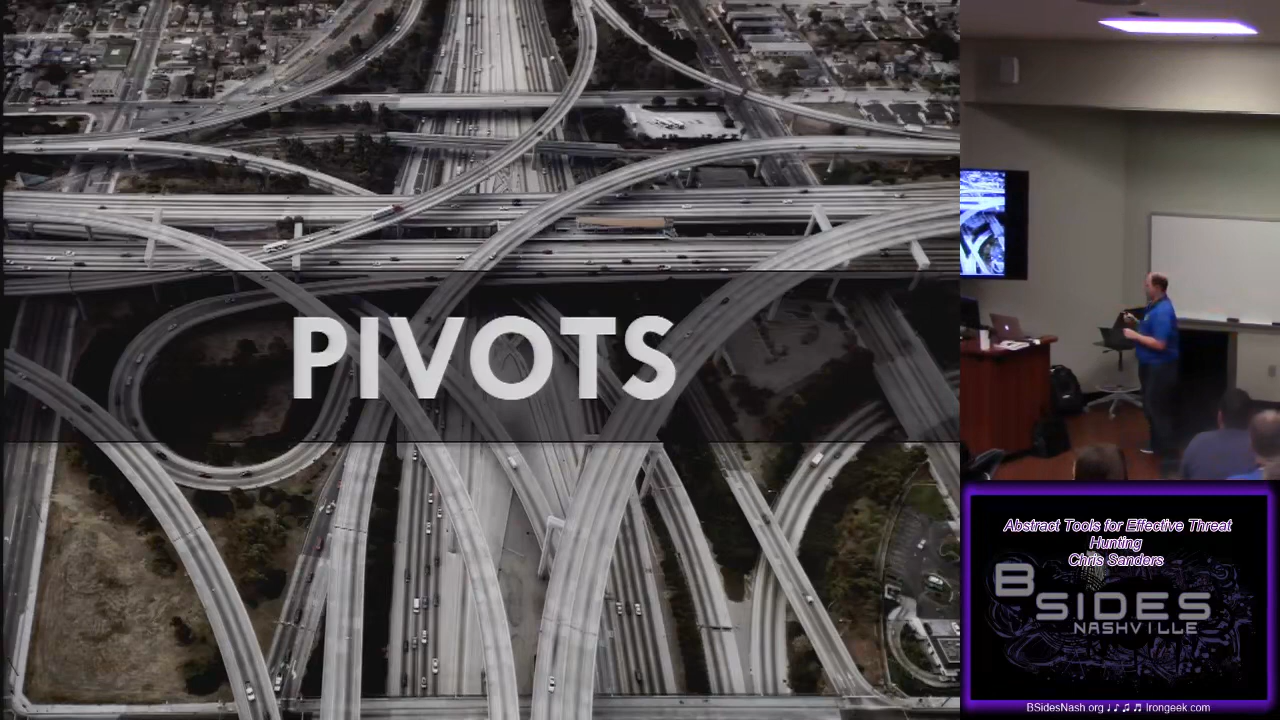 PIVOTS
Abstract Tools for Effective Threat
Hunting
Chris Sanders
BSIDES
NASHVILLE
BSidesNash.org ♩♪♫♫ Irongeek.com